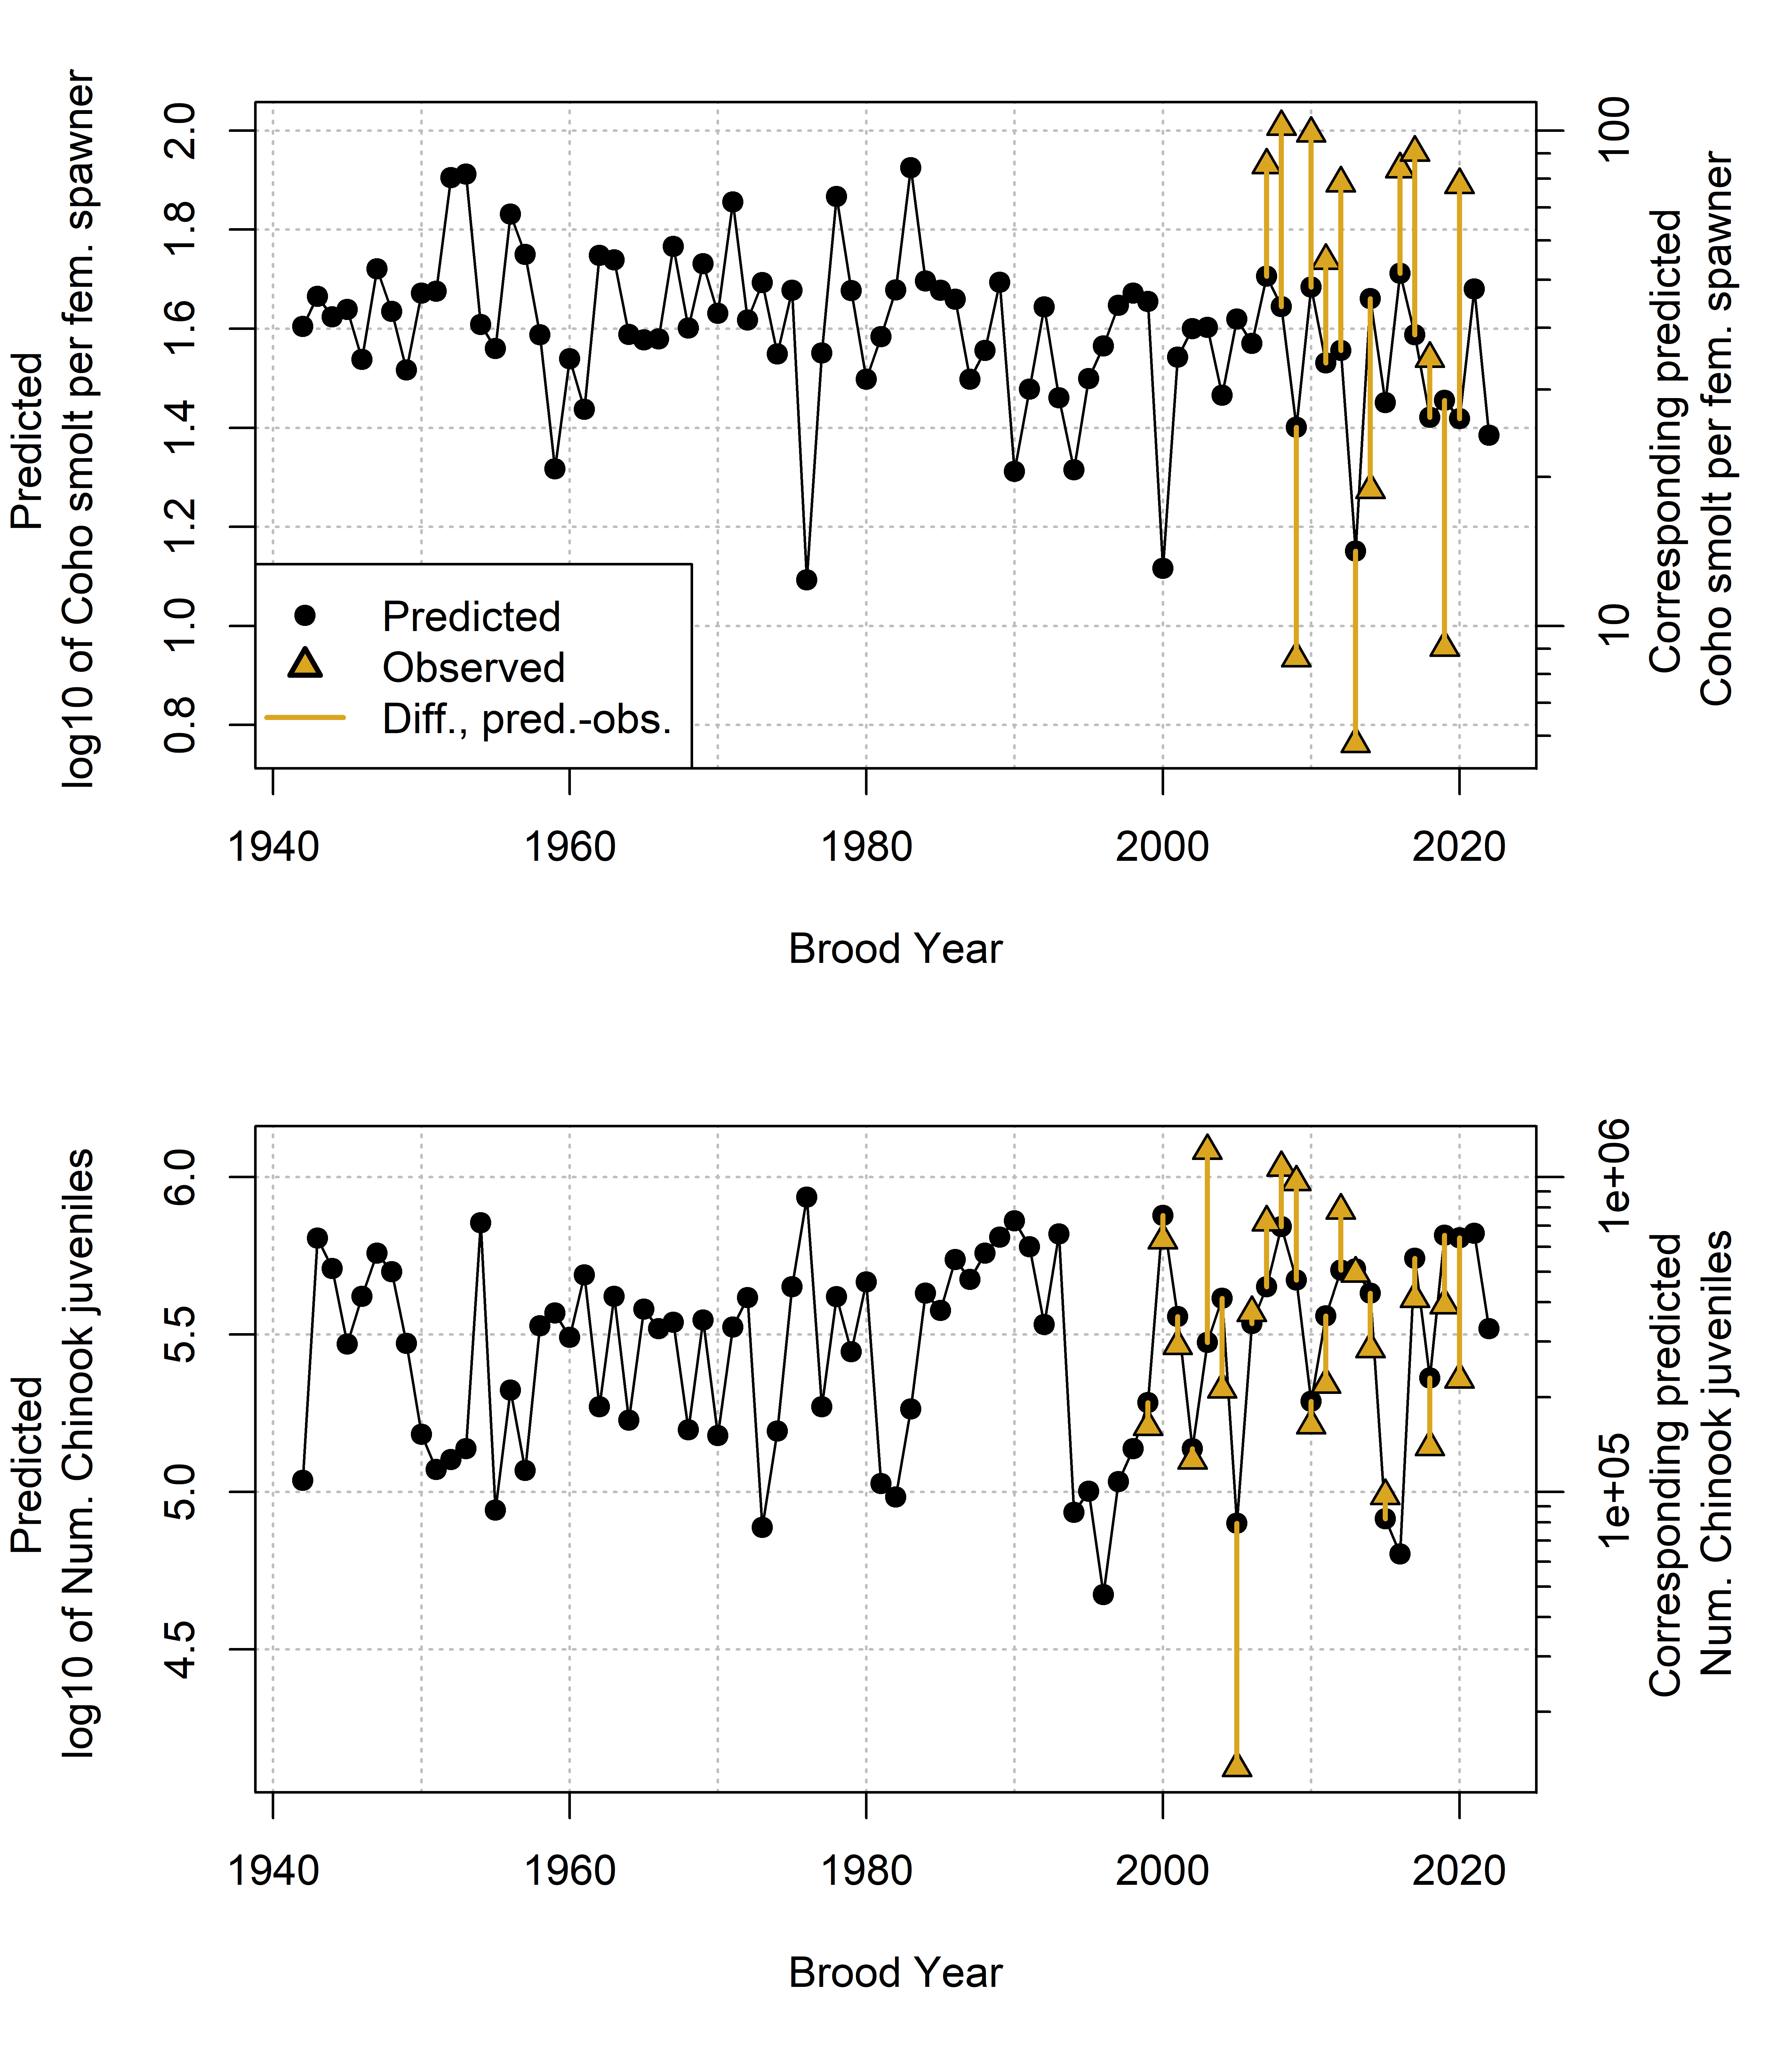 Predicted
log10 of Coho smolt per fem. spawner
2.0
1.8
1.6
1.4
1.2
1.0
0.8
100
10
Corresponding predicted
Coho smolt per fem. spawner
Predicted
Observed
Diff., pred.-obs.
1940 1960 1980 2000 2020
Brood Year
Predicted
log10 of Num. Chinook juveniles
6.0
5.5
5.0
4.5
1e+06
1e+05
Corresponding predicted
Num. Chinook juveniles
1940 1960 1980 2000 2020
Brood Year